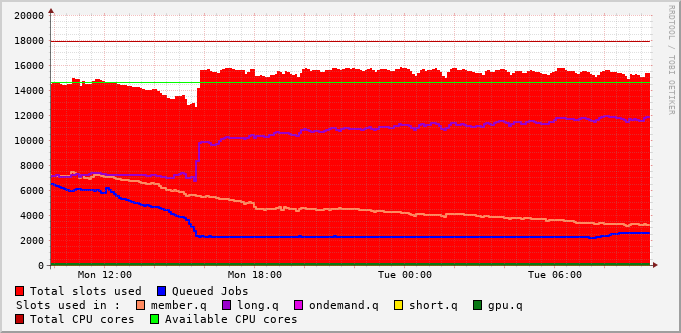 20000
18000
16000
14000
12000
10000
8000
6000
4000
2000
0
Mon 12:00 Mon 18:00 Tue 00:00 Tue 06:00
Total slots used Queued Jobs
Slots used in : member.q long.q ondemand.q short.q gpu.q
Total CPU cores Available CPU cores
RRDTOOL / TOBI OETIKER